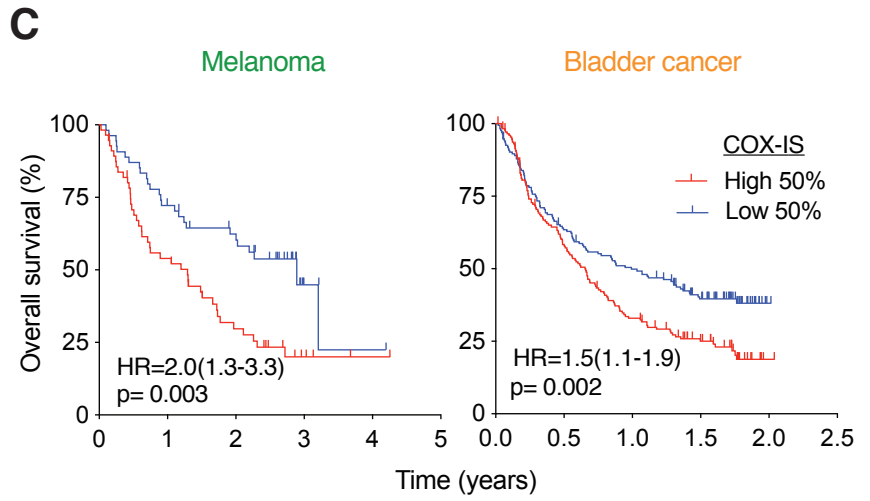 C
Melanoma
Bladder cancer
Overall survival (%)
100
75
50
25
0
HR=2.0(1.3-3.3)
p= 0.003
0 1 2 3 4 5
100
75
50
25
0
COX-IS
High 50%
Low 50%
HR=1.5(1.1-1.9)
p= 0.002
0.0 0.5 1.0 1.5 2.0 2.5
Time (years)